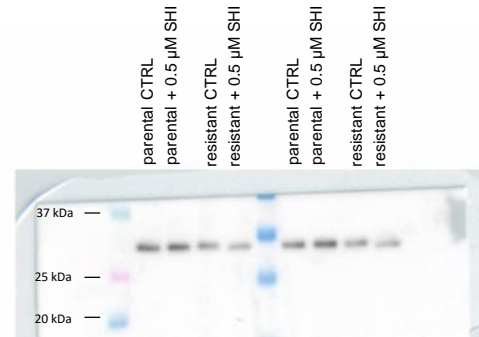 parental CTRL
parental + 0.5 µM SHI
resistant CTRL
resistant + 0.5 µM SHI
parental CTRL
parental + 0.5 µM SHI
resistant CTRL
resistant + 0.5 µM SHI
37 kDa
25 kDa
20 kDa